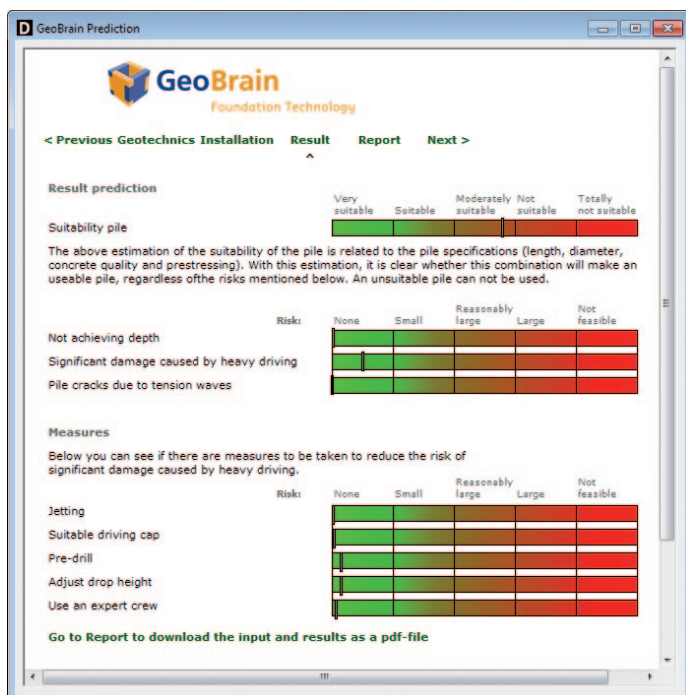 D GeoBrain Prediction
GeoBrain
Foundation Technology
< Previous Geotechnics Installation Result Report Next >
^
Result prediction
Very suitable Suitable Moderately suitable Not suitable Totally not suitable
Suitability pile
The above estimation of the suitability of the pile is related to the pile specifications (length, diameter,
concrete quality and prestressing). With this estimation, it is clear whether this combination will make an
useable pile, regardless ofthe risks mentioned below. An unsuitable pile can not be used.
Risk: None Small Reasonably large Large Not feasible
Not achieving depth
Significant damage caused by heavy driving
Pile cracks due to tension waves
Measures
Below you can see if there are measures to be taken to reduce the risk of
significant damage caused by heavy driving.
Risk: None Small Reasonably large Large Not feasible
Jetting
Suitable driving cap
Pre-drill
Adjust drop height
Use an expert crew
Go to Report to download the input and results as a pdf-file